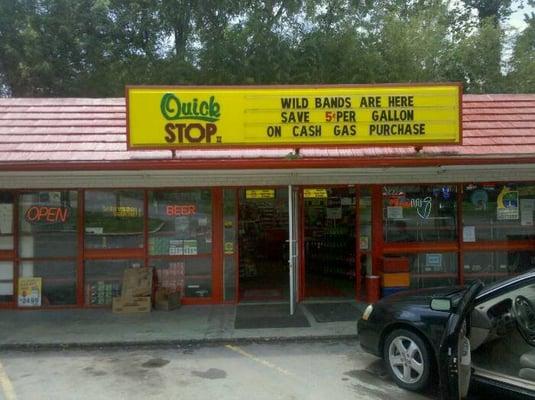 Quick
STOP
WILD BANDS ARE HERE
SAVE 5¢ PER GALLON
ON CASH GAS PURCHASE
OPEN
BEER